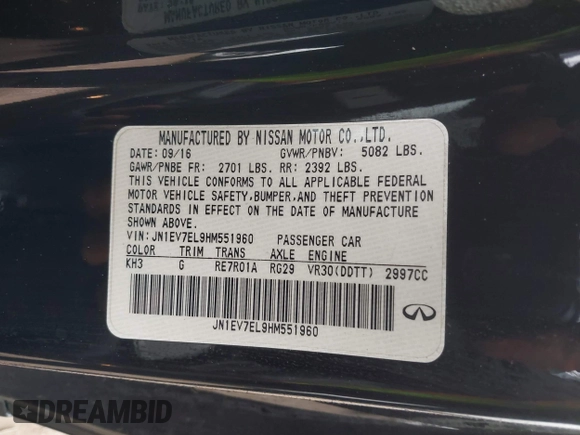 MANUFACTURED BY NISSAN MOTOR CO.,LTD.
DATE: 09/16 GVWR/PNBV: 5082 LBS.
GAWR/PNBE FR: 2701 LBS. RR: 2392 LBS.
THIS VEHICLE CONFORMS TO ALL APPLICABLE FEDERAL
MOTOR VEHICLE SAFETY,BUMPER,AND THEFT PREVENTION
STANDARDS IN EFFECT ON THE DATE OF MANUFACTURE
SHOWN ABOVE.
VIN:JN1EV7EL9HM551960 PASSENGER CAR
COLOR TRIM TRANS AXLE ENGINE
KH3 G RE7R01A RG29 VR30(DDTT) 2997CC
JN1EV7EL9HM551960
DREAMBID